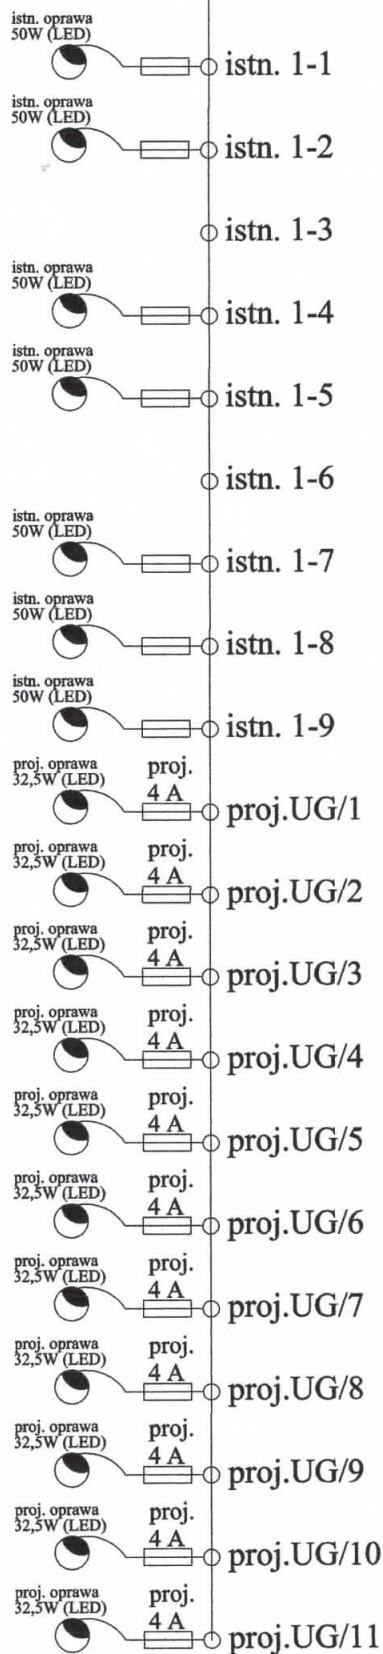 istn. oprawa
50W (LED)
istn. 1-1
istn. oprawa
50W (LED)
istn. 1-2
istn. 1-3
istn. oprawa
50W (LED)
istn. 1-4
istn. oprawa
50W (LED)
istn. 1-5
istn. 1-6
istn. oprawa
50W (LED)
istn. 1-7
istn. oprawa
50W (LED)
istn. 1-8
istn. oprawa
50W (LED)
istn. 1-9
proj. oprawa
32,5W (LED)
proj.
4 A
proj.UG/1
proj. oprawa
32,5W (LED)
proj.
4 A
proj.UG/2
proj. oprawa
32,5W (LED)
proj.
4 A
proj.UG/3
proj. oprawa
32,5W (LED)
proj.
4 A
proj.UG/4
proj. oprawa
32,5W (LED)
proj.
4 A
proj.UG/5
proj. oprawa
32,5W (LED)
proj.
4 A
proj.UG/6
proj. oprawa
32,5W (LED)
proj.
4 A
proj.UG/7
proj. oprawa
32,5W (LED)
proj.
4 A
proj.UG/8
proj. oprawa
32,5W (LED)
proj.
4 A
proj.UG/9
proj. oprawa
32,5W (LED)
proj.
4 A
proj.UG/10
proj. oprawa
32,5W (LED)
proj.
4 A
proj.UG/11